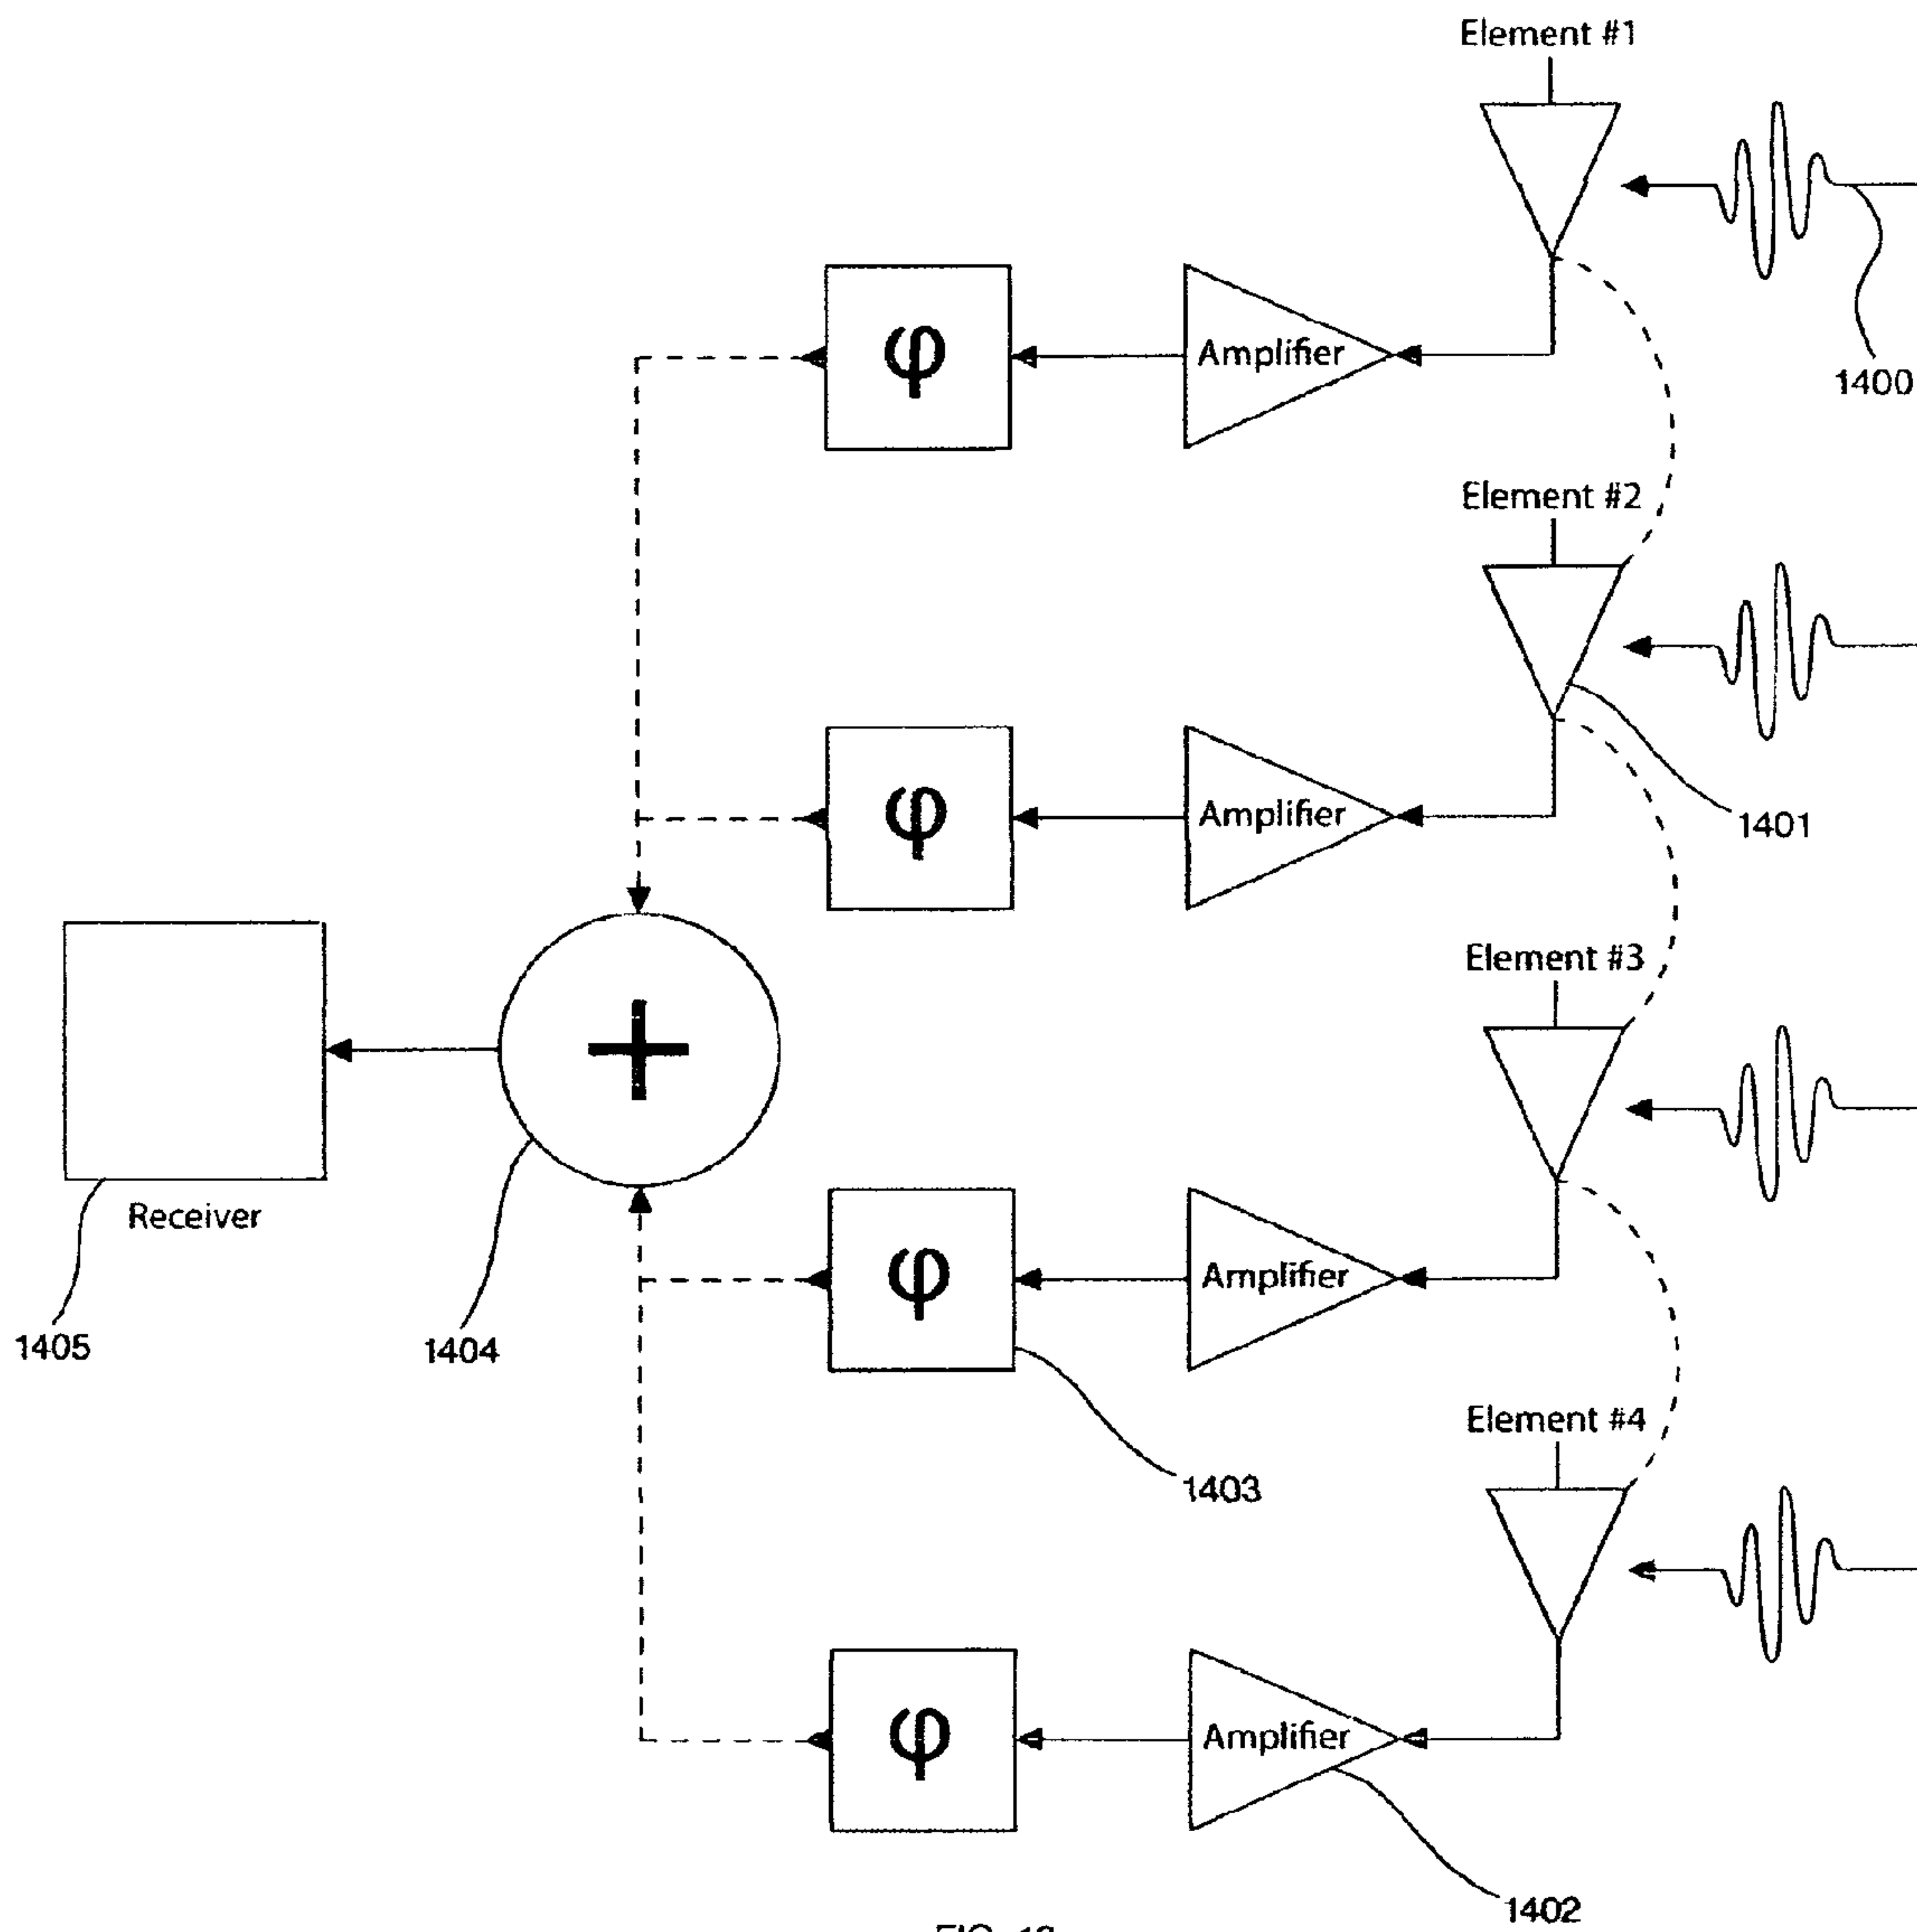 Element #1
φ
Amplifier
1400
Element #2
φ
Amplifier
1401
Element #3
+
Receiver
φ
Amplifier
1405
1404
Element #4
1403
φ
Amplifier
1402